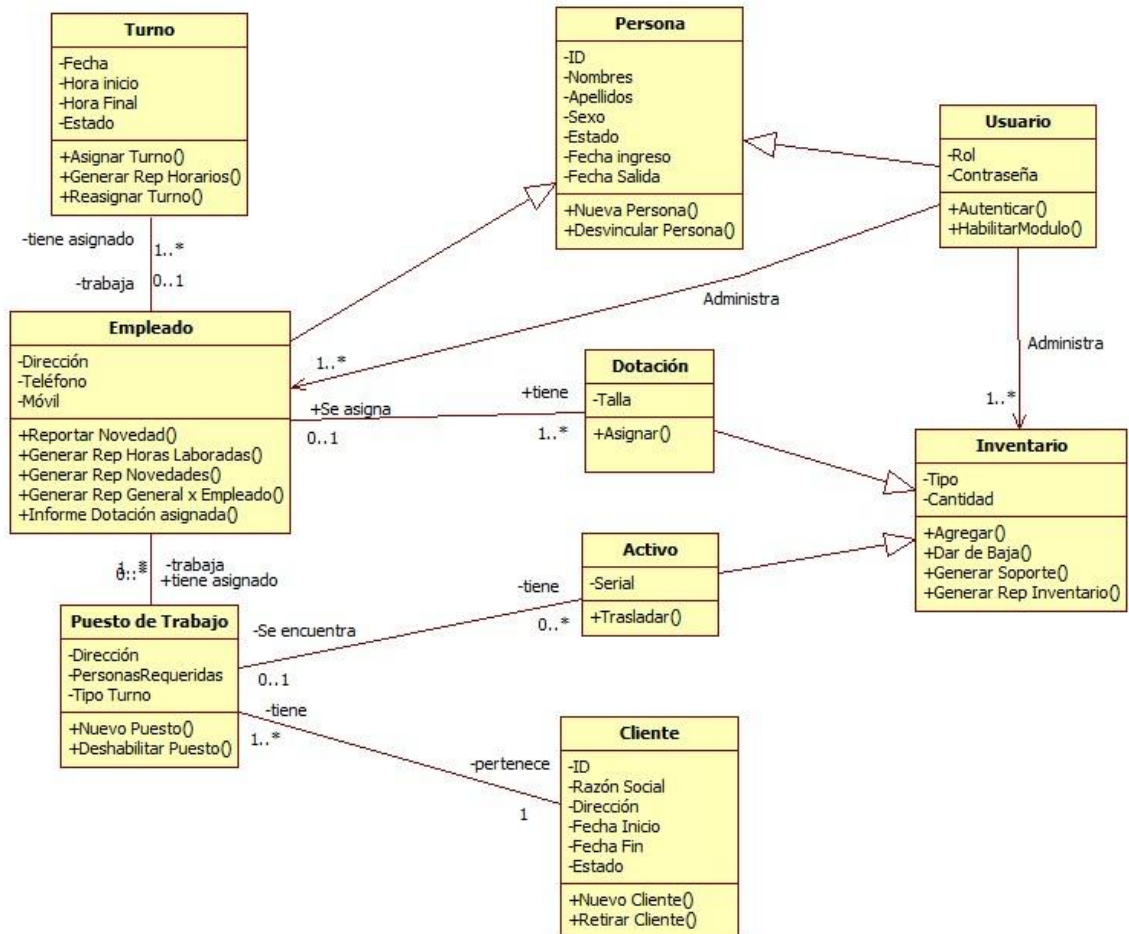 Turno
-Fecha
-Hora inicio
-Hora Final
-Estado
+Asignar Turno()
+Generar Rep Horarios()
+Reasignar Turno()
Persona
-ID
-Nombres
-Apellidos
-Sexo
-Estado
-Fecha ingreso
-Fecha Salida
+Nueva Persona()
+Desvincular Persona()
Usuario
-Rol
-Contraseña
+Autenticar()
+HabilitarModulo()
-tiene asignado
1..*
-trabaja
0..1
Administra
1..*
Administra
1..*
Empleado
-Dirección
-Teléfono
-Móvil
+Reportar Novedad()
+Generar Rep Horas Laboradas()
+Generar Rep Novedades()
+Generar Rep General x Empleado()
+Informe Dotación asignada()
+Se asigna
0..1
+tiene
1..*
Dotación
-Talla
+Asignar()
Inventario
-Tipo
-Cantidad
+Agregar()
+Dar de Baja()
+Generar Soporte()
+Generar Rep Inventario()
Activo
-Serial
+Trasladar()
-trabaja
+tiene asignado
-tiene
0..*
-Se encuentra
0..1
Puesto de Trabajo
-Dirección
-PersonasRequeridas
-Tipo Turno
+Nuevo Puesto()
+Deshabilitar Puesto()
-tiene
1..*
-pertenece
1
Cliente
-ID
-Razón Social
-Dirección
-Fecha Inicio
-Fecha Fin
-Estado
+Nuevo Cliente()
+Retirar Cliente()